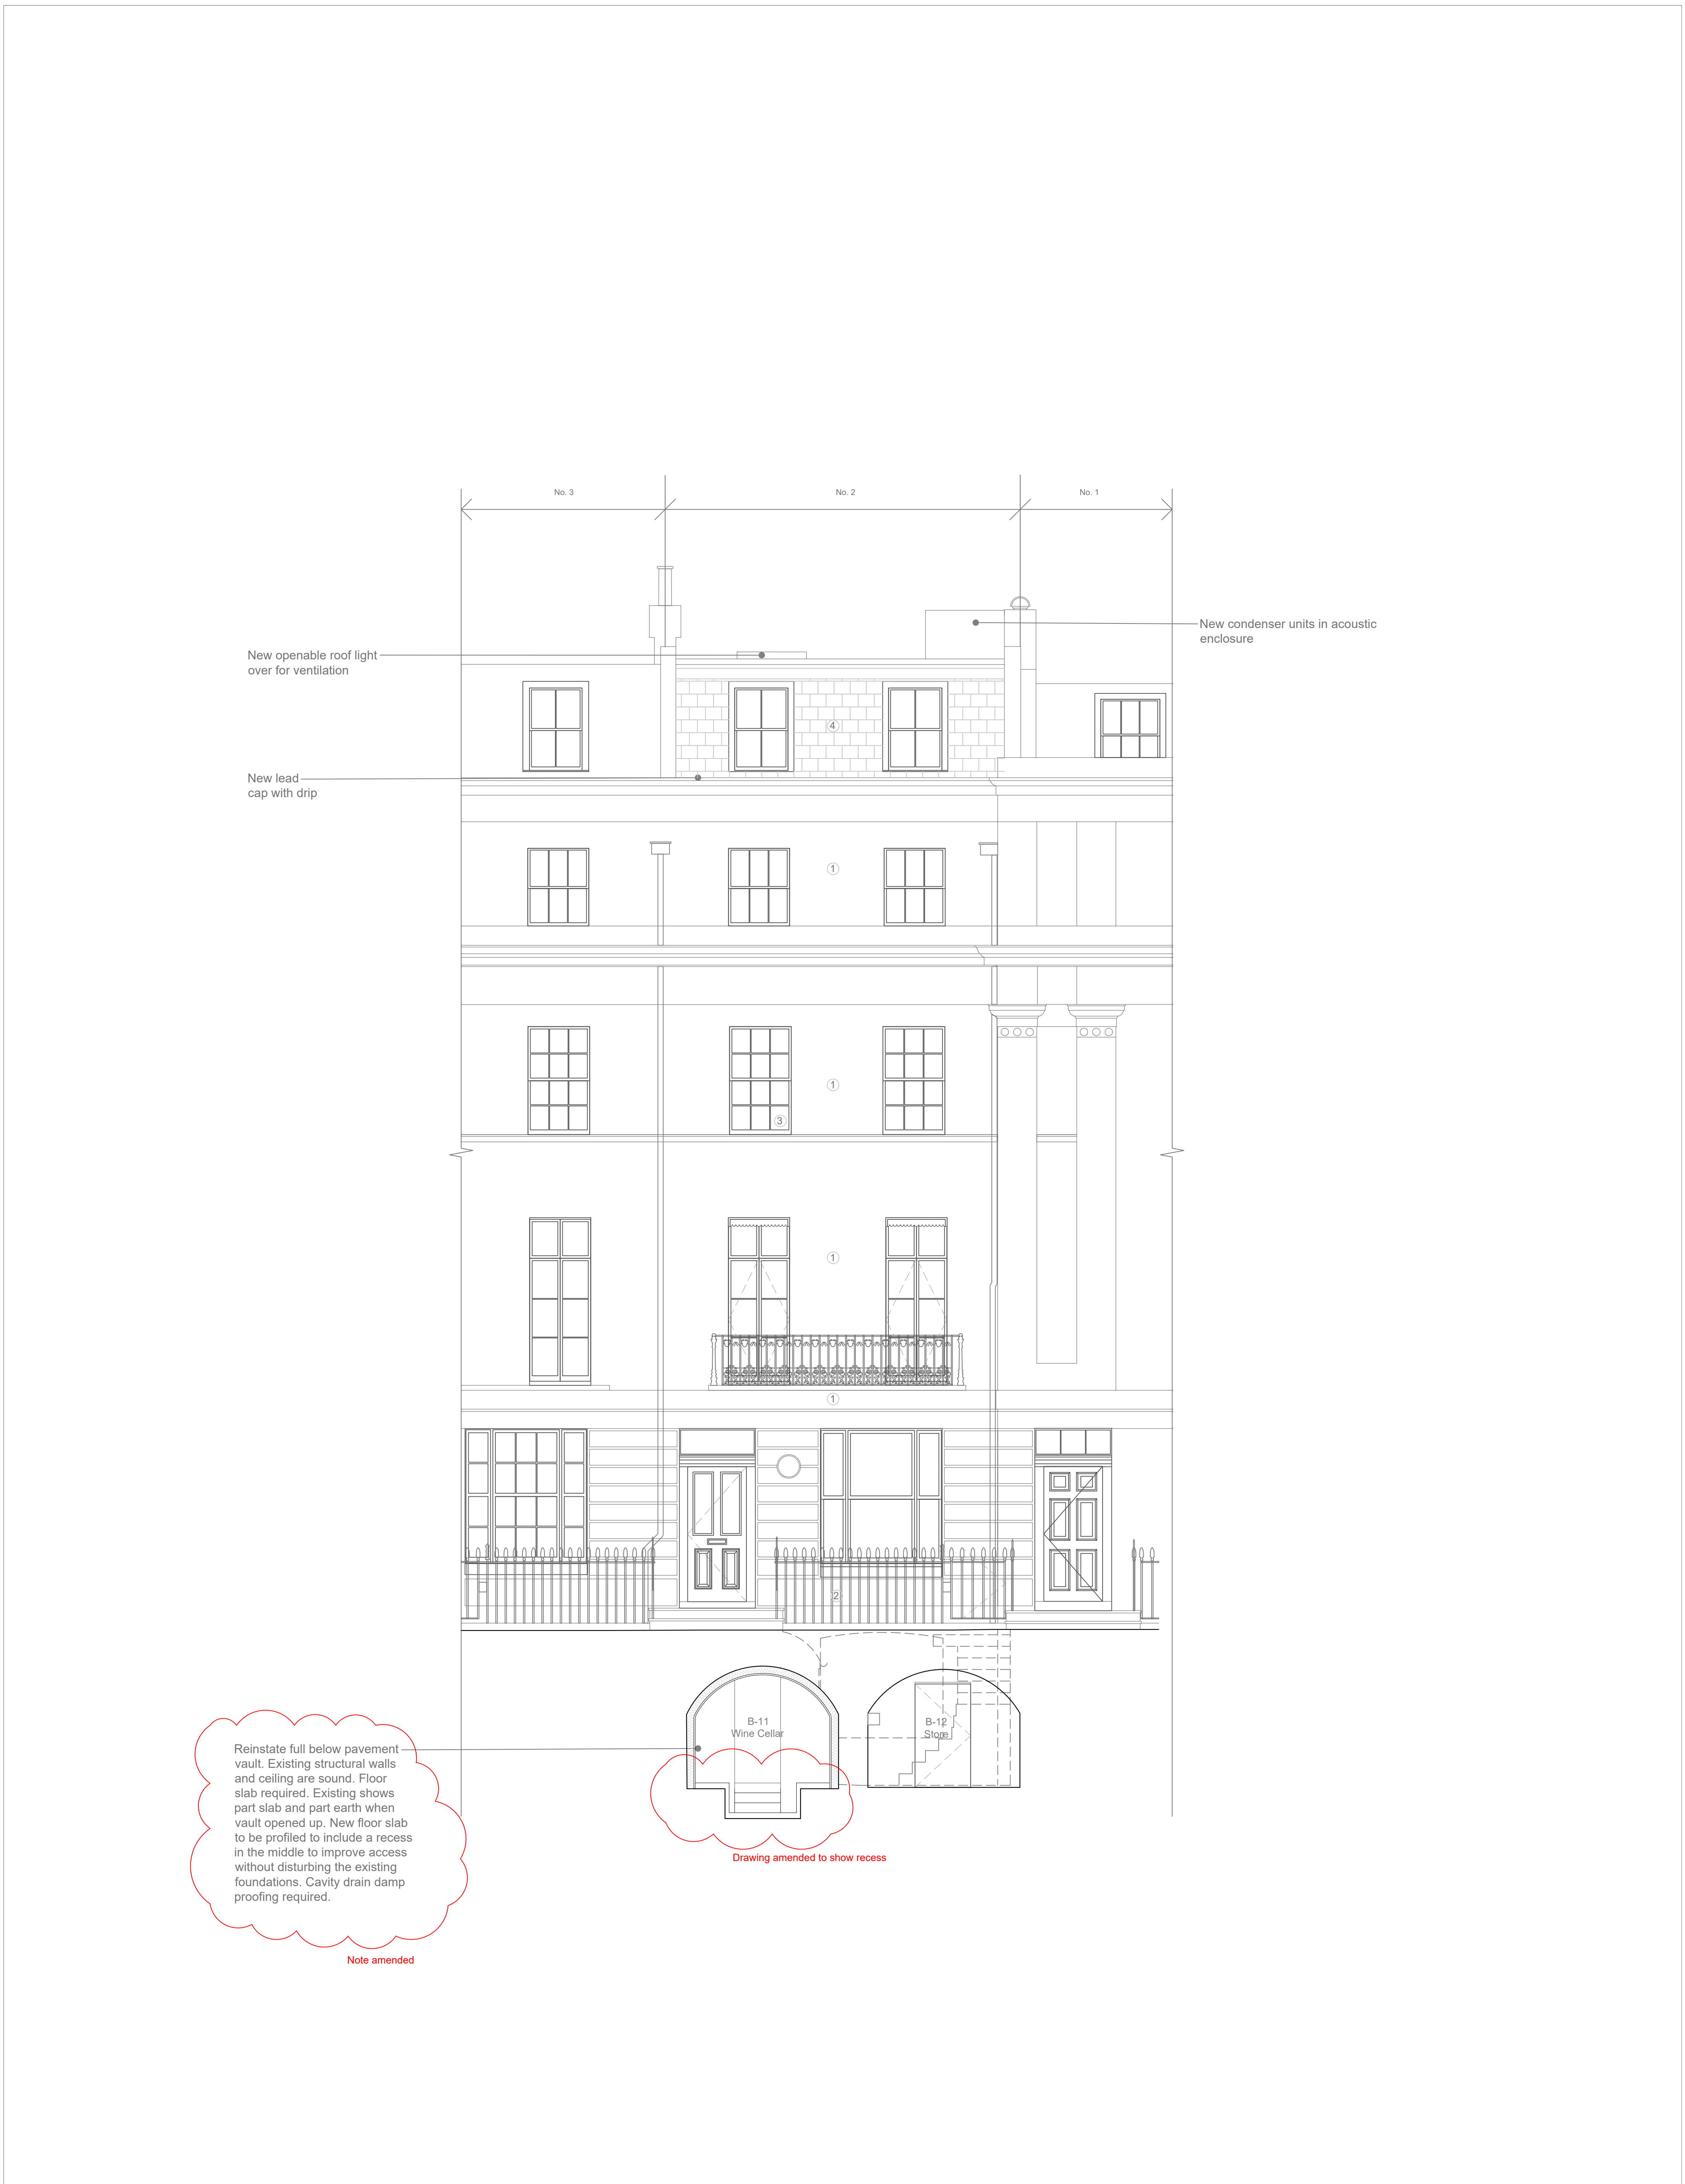 No. 3
No. 2
No. 1
New condenser units in acoustic
enclosure
New openable roof light
over for ventilation
4
New lead
cap with drip
1
1
3
1
1
2
B-11
Wine Cellar
B-12
Store
Reinstate full below pavement
vault. Existing structural walls
and ceiling are sound. Floor
slab required. Existing shows
part slab and part earth when
vault opened up. New floor slab
to be profiled to include a recess
in the middle to improve access
without disturbing the existing
foundations. Cavity drain damp
proofing required.
Drawing amended to show recess
Note amended